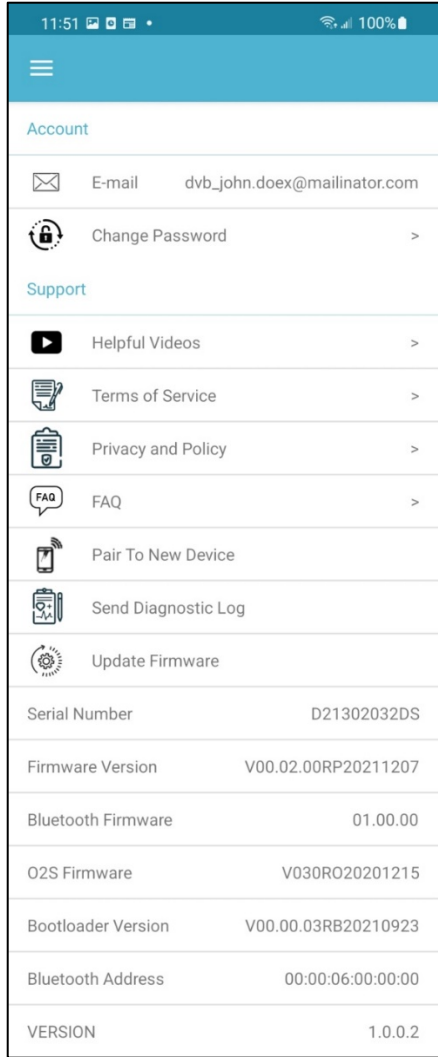 11:51 100%
Account
E-mail dvb_john.doex@mailinator.com
Change Password >
Support
Helpful Videos >
Terms of Service >
Privacy and Policy >
FAQ FAQ >
Pair To New Device
Send Diagnostic Log
Update Firmware
Serial Number D21302032DS
Firmware Version V00.02.00RP20211207
Bluetooth Firmware 01.00.00
O2S Firmware V030RO20201215
Bootloader Version V00.00.03RB20210923
Bluetooth Address 00:00:06:00:00:00
VERSION 1.0.0.2